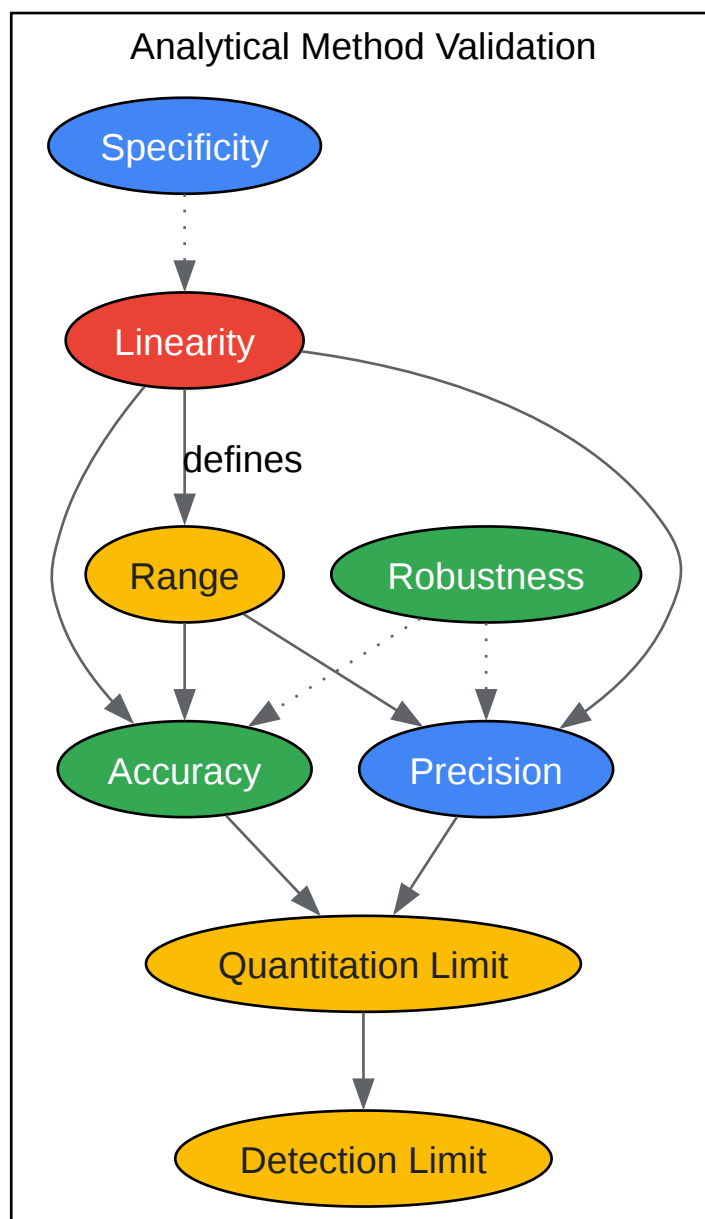 Analytical Method Validation
Specificity
Linearity
defines
Range
Robustness
Accuracy
Precision
Quantitation Limit
Detection Limit